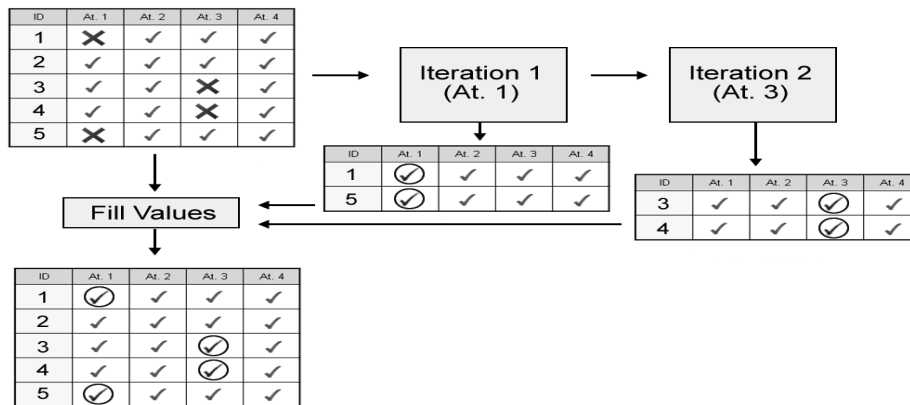 ID At. 1 At. 2 At. 3 At. 4
1
2
3
4
5
Iteration 1
(At. 1)
Iteration 2
(At. 3)
ID At. 1 At. 2 At. 3 At. 4
1
5
ID At. 1 At. 2 At. 3 At. 4
3
4
Fill Values
ID At. 1 At. 2 At. 3 At. 4
1
2
3
4
5